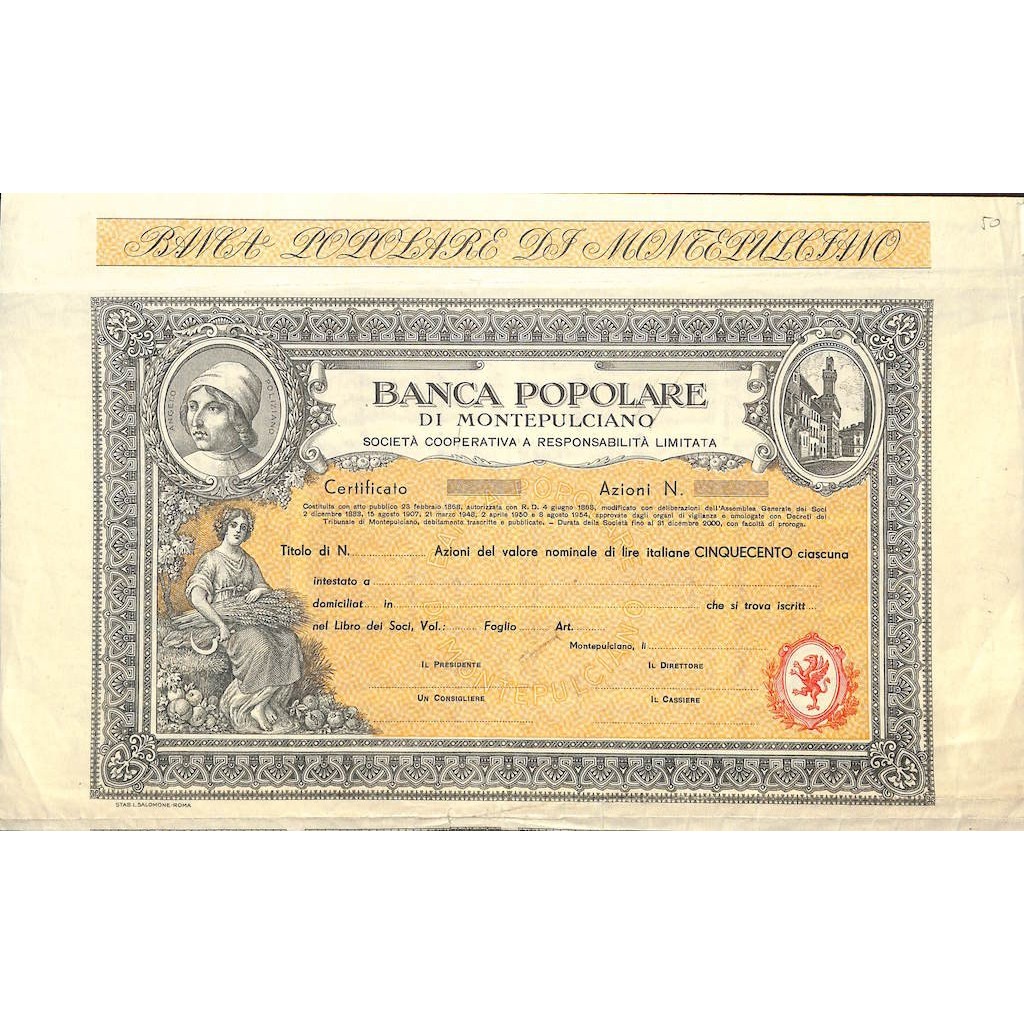 BANCA POPOLARE DI MONTEPULCIANO
50
ANGELO POLIZIANO
BANCA POPOLARE
DI MONTEPULCIANO
SOCIETÀ COOPERATIVA A RESPONSABILITÀ LIMITATA
Certificato Azioni N.
Costituita con atto pubblico 23 febbraio 1868, autorizzata con R. D. 4 giugno 1868, modificato con deliberazioni dell'Assemblea Generale dei Soci
2 dicembre 1883, 15 agosto 1907, 21 marzo 1948, 2 aprile 1950 e 8 agosto 1954, approvate dagli organi di vigilanza e omologate con Decreti del
Tribunale di Montepulciano, debitamente trascritte e pubblicate. - Durata della Società fino al 31 dicembre 2000, con facoltà di proroga.
Titolo di N. Azioni del valore nominale di lire italiane CINQUECENTO ciascuna
intestato a
domiciliat in che si trova iscritt
nel Libro dei Soci, Vol.: Foglio Art.
Montepulciano, lì
IL PRESIDENTE IL DIRETTORE
UN CONSIGLIERE IL CASSIERE
BANCA POPOLARE DI MONTEPULCIANO
STAB. L. SALOMONE-ROMA